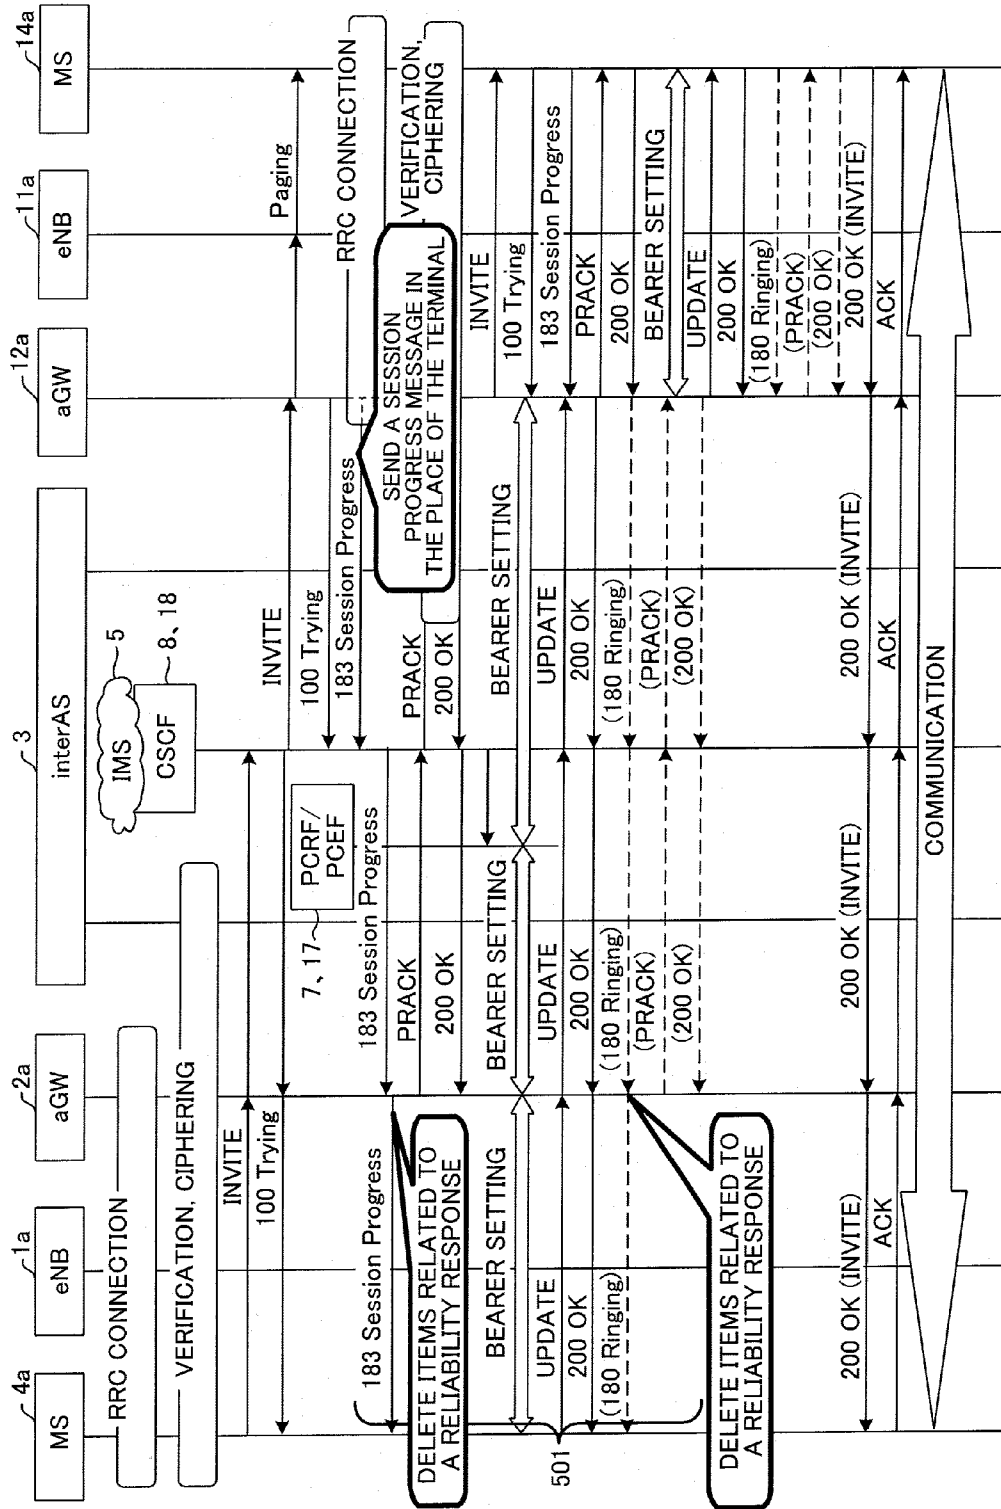 4a
MS
1a
eNB
2a
aGW
3
interAS
12a
aGW
11a
eNB
14a
MS
IMS
5
CSCF
8、18
RRC CONNECTION
VERIFICATION, CIPHERING
INVITE
100 Trying
INVITE
100 Trying
Paging
PCRF/
PCEF
7、17
183 Session Progress
RRC CONNECTION
SEND A SESSION
PROGRESS MESSAGE IN
THE PLACE OF THE TERMINAL
VERIFICATION,
CIPHERING
183 Session Progress
183 Session Progress
DELETE ITEMS RELATED TO
A RELIABILITY RESPONSE
PRACK
200 OK
PRACK
200 OK
INVITE
100 Trying
183 Session Progress
PRACK
200 OK
BEARER SETTING
BEARER SETTING
BEARER SETTING
BEARER SETTING
UPDATE
200 OK
(180 Ringing)
UPDATE
200 OK
(180 Ringing)
(PRACK)
(200 OK)
UPDATE
200 OK
(180 Ringing)
(PRACK)
(200 OK)
UPDATE
200 OK
(180 Ringing)
(PRACK)
(200 OK)
501
DELETE ITEMS RELATED TO
A RELIABILITY RESPONSE
200 OK (INVITE)
ACK
200 OK (INVITE)
200 OK (INVITE)
ACK
200 OK (INVITE)
ACK
COMMUNICATION